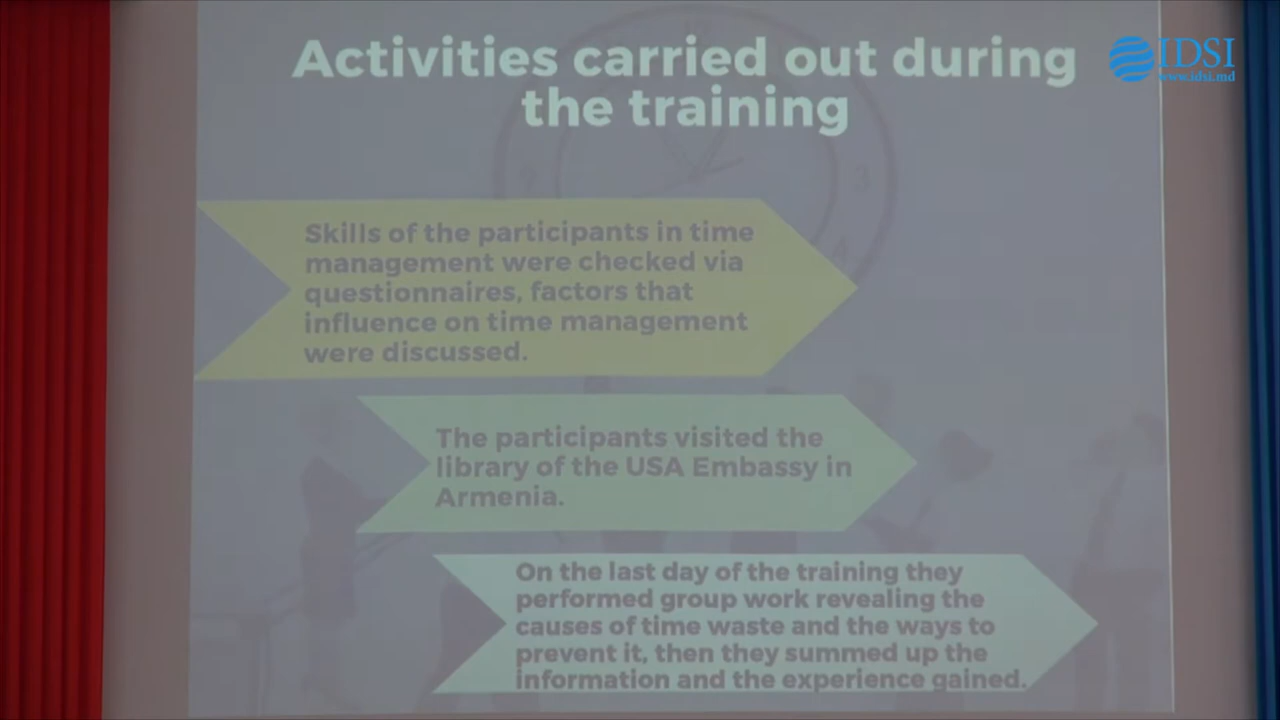 Activities carried out during
the training
IDSI
www.idsi.md
9
3
4
Skills of the participants in time
management were checked via
questionnaires, factors that
influence on time management
were discussed.
The participants visited the
library of the USA Embassy in
Armenia.
On the last day of the training they
performed group work revealing the
causes of time waste and the ways to
prevent it, then they summed up the
information and the experience gained.